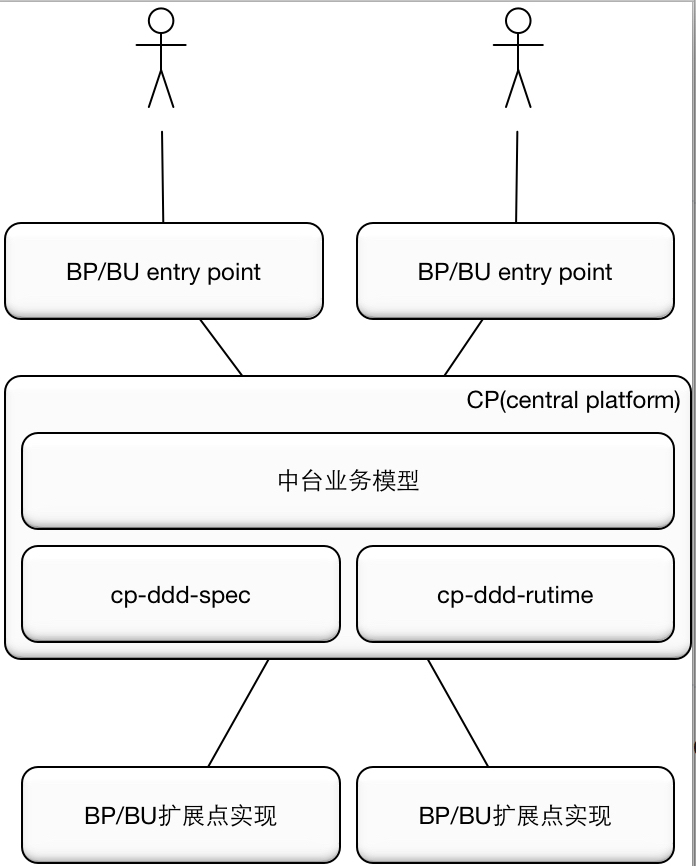 BP/BU entry point
BP/BU entry point
CP(central platform)
中台业务模型
cp-ddd-spec
cp-ddd-rutime
BP/BU扩展点实现
BP/BU扩展点实现